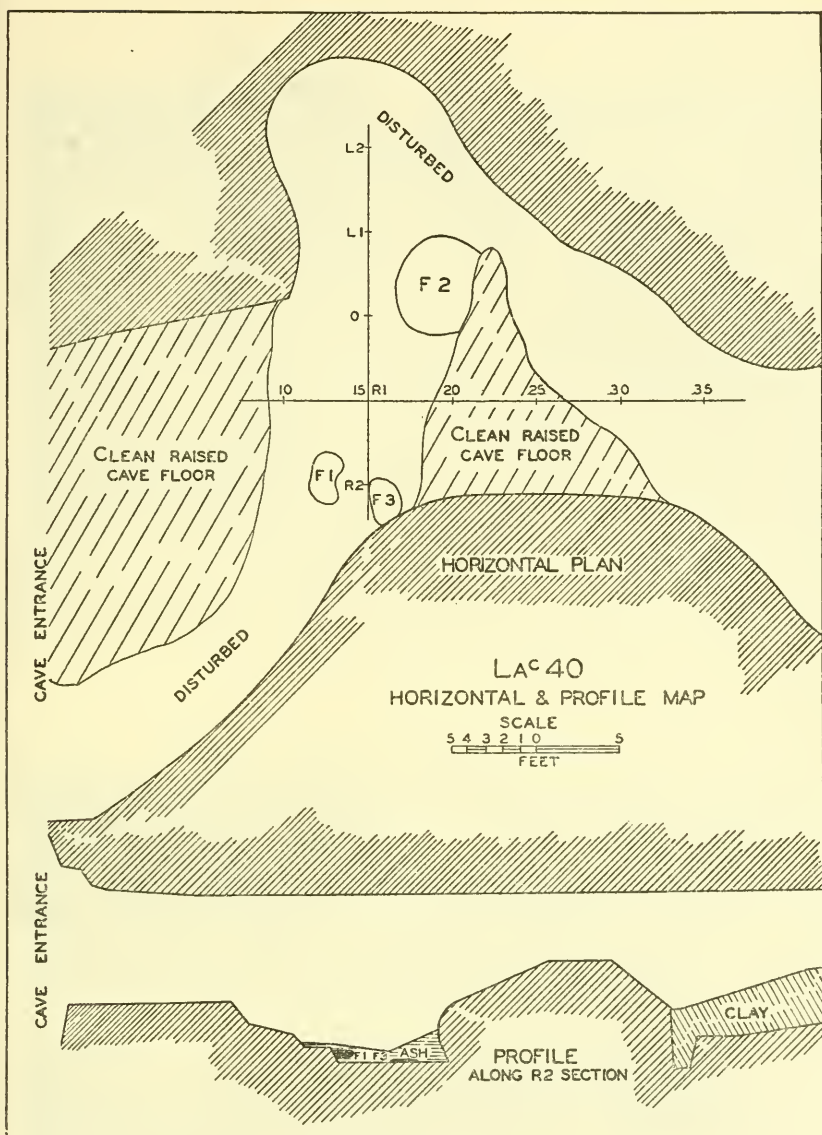 DISTURBED
L2
L1
F 2
0
.10 15 R1 .20 .25 .30 .35
CLEAN RAISED
CAVE FLOOR
CLEAN RAISED
CAVE FLOOR
F1
R2
F3
HORIZONTAL PLAN
CAVE ENTRANCE
DISTURBED
LAᶜ 40
HORIZONTAL & PROFILE MAP
SCALE
5 4 3 2 1 0 5
FEET
CAVE ENTRANCE
CLAY
F1 F3 ASH
PROFILE
ALONG R2 SECTION